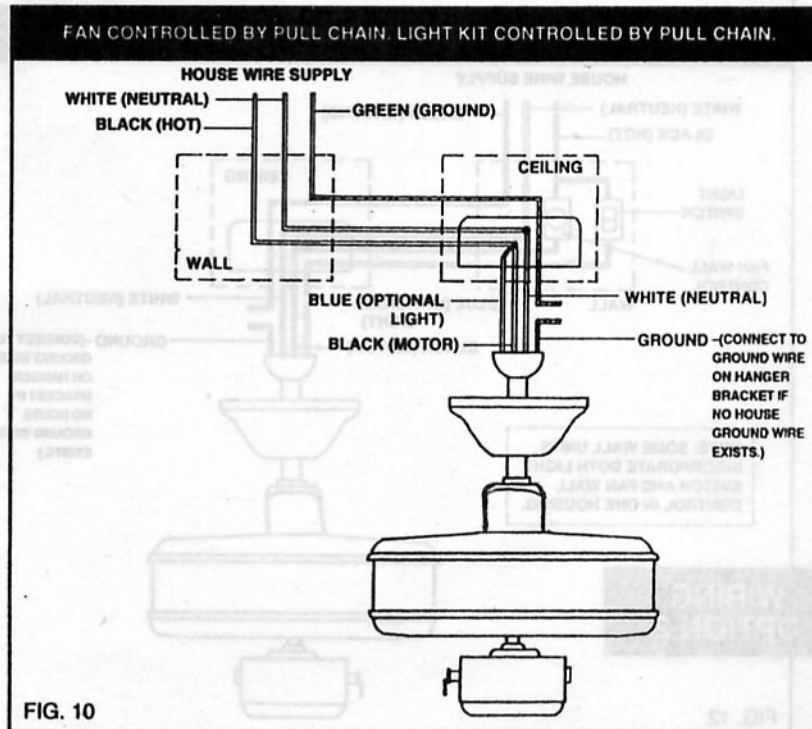 FAN CONTROLLED BY PULL CHAIN. LIGHT KIT CONTROLLED BY PULL CHAIN.
HOUSE WIRE SUPPLY
WHITE (NEUTRAL)
GREEN (GROUND)
BLACK (HOT)
CEILING
WALL
BLUE (OPTIONAL
LIGHT)
WHITE (NEUTRAL)
BLACK (MOTOR)
GROUND -(CONNECT TO
GROUND WIRE
ON HANGER
BRACKET IF
NO HOUSE
GROUND WIRE
EXISTS.)
FIG. 10